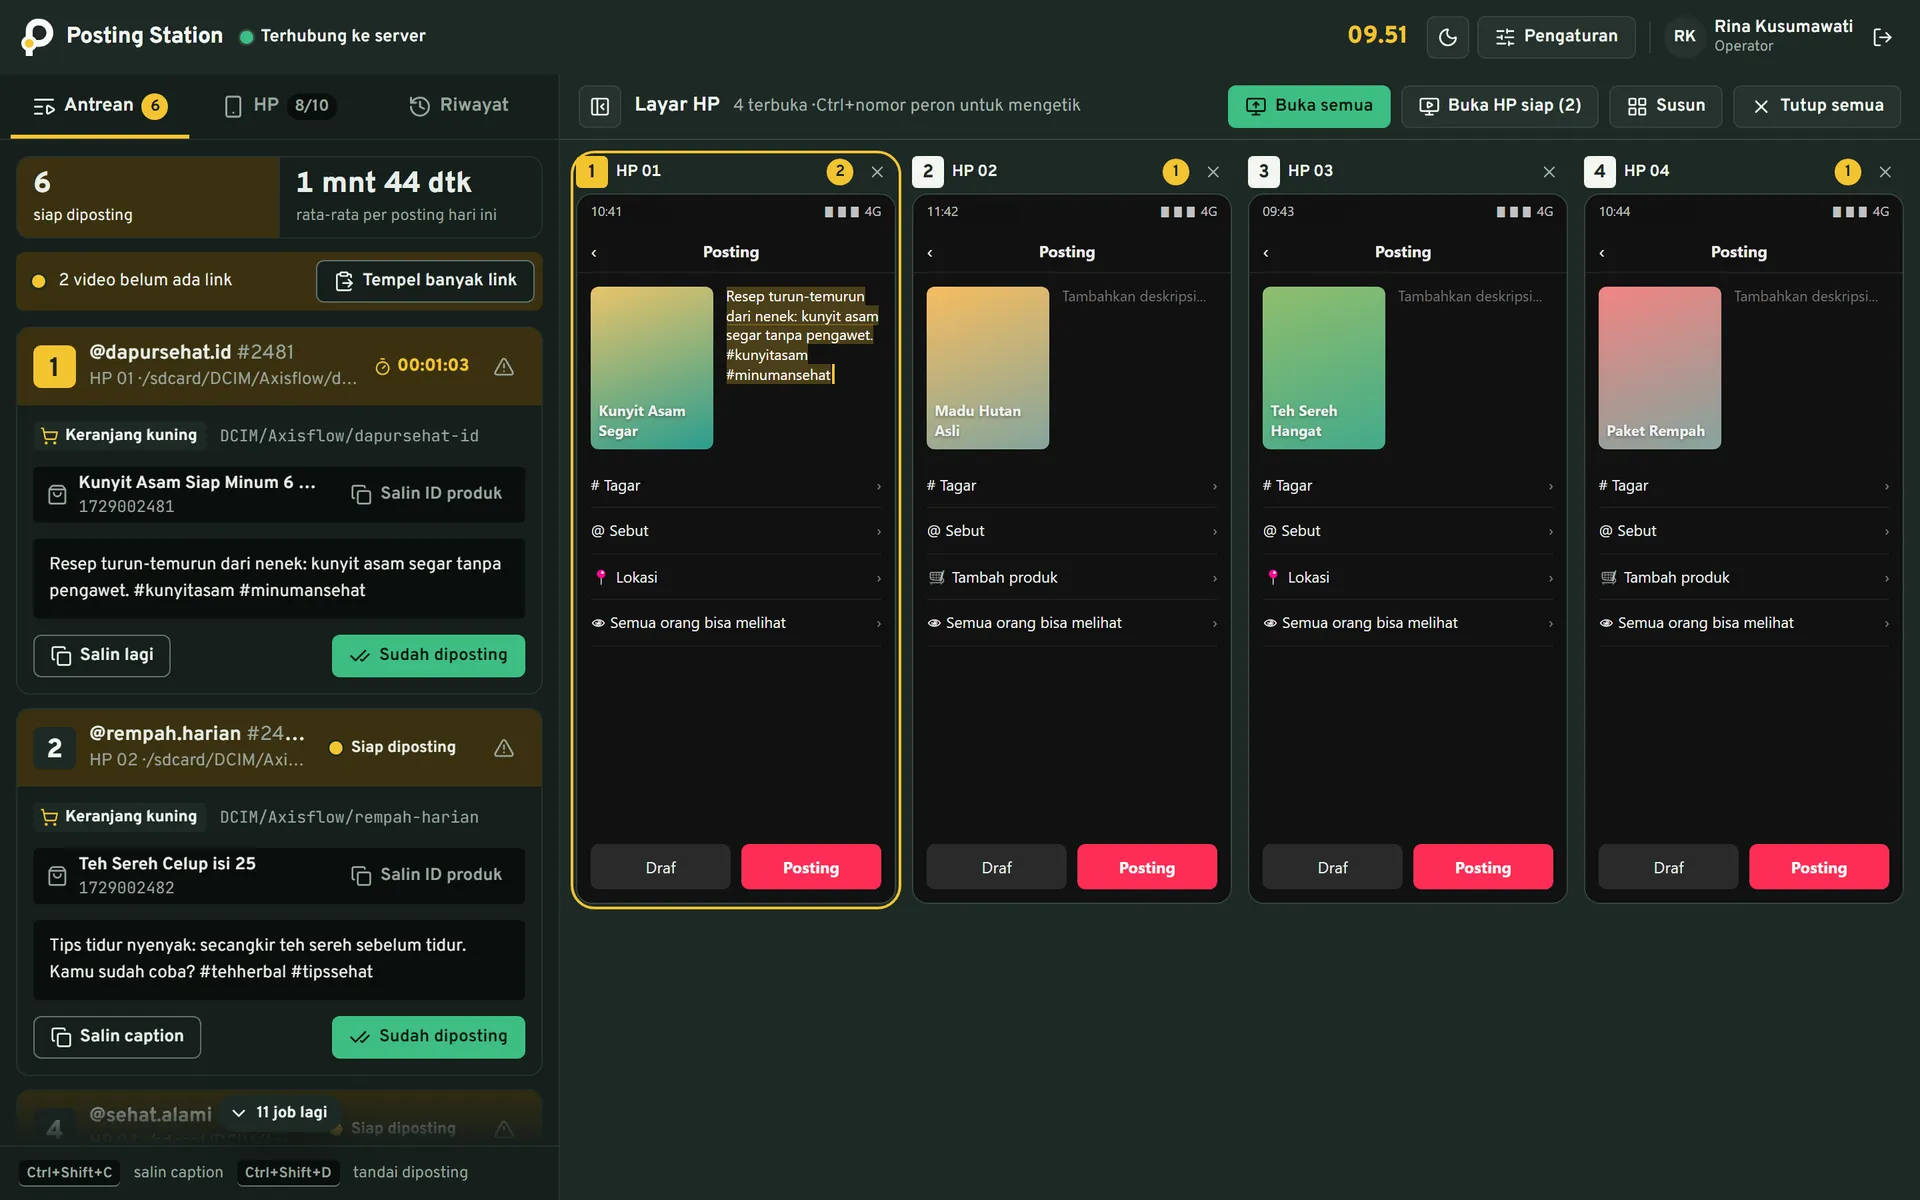 Posting Station
Terhubung ke server
09.51
Pengaturan
RK
Rina Kusumawati
Operator
Antrean 6
HP 8/10
Riwayat
Layar HP
4 terbuka ·Ctrl+nomor peron untuk mengetik
Buka semua
Buka HP siap (2)
Susun
Tutup semua
6
siap diposting
1 mnt 44 dtk
rata-rata per posting hari ini
2 video belum ada link
Tempel banyak link
1
@dapursehat.id #2481
HP 01 ·/sdcard/DCIM/Axisflow/d...
00:01:03
Keranjang kuning
DCIM/Axisflow/dapursehat-id
Kunyit Asam Siap Minum 6 ...
1729002481
Salin ID produk
Resep turun-temurun dari nenek: kunyit asam segar tanpa
pengawet. #kunyitasam #minumansehat
Salin lagi
Sudah diposting
2
@rempah.harian #24...
HP 02 ·/sdcard/DCIM/Axi...
Siap diposting
Keranjang kuning
DCIM/Axisflow/rempah-harian
Teh Sereh Celup isi 25
1729002482
Salin ID produk
Tips tidur nyenyak: secangkir teh sereh sebelum tidur.
Kamu sudah coba? #tehherbal #tipssehat
Salin caption
Sudah diposting
4
@sehat.alami
11 job lagi
Siap diposting
Ctrl+Shift+C salin caption Ctrl+Shift+D tandai diposting
1 HP 01 2
10:41
4G
‹ Posting
Kunyit Asam
Segar
Resep turun-temurun
dari nenek: kunyit asam
segar tanpa pengawet.
#kunyitasam
#minumansehat
# Tagar ›
@ Sebut ›
Lokasi ›
Semua orang bisa melihat ›
Draf
Posting
2 HP 02 1
11:42
4G
‹ Posting
Madu Hutan
Asli
Tambahkan deskripsi...
# Tagar ›
@ Sebut ›
Tambah produk ›
Semua orang bisa melihat ›
Draf
Posting
3 HP 03
09:43
4G
‹ Posting
Teh Sereh
Hangat
Tambahkan deskripsi...
# Tagar ›
@ Sebut ›
Lokasi ›
Semua orang bisa melihat ›
Draf
Posting
4 HP 04 1
10:44
4G
‹ Posting
Paket Rempah
Tambahkan deskripsi...
# Tagar ›
@ Sebut ›
Tambah produk ›
Semua orang bisa melihat ›
Draf
Posting